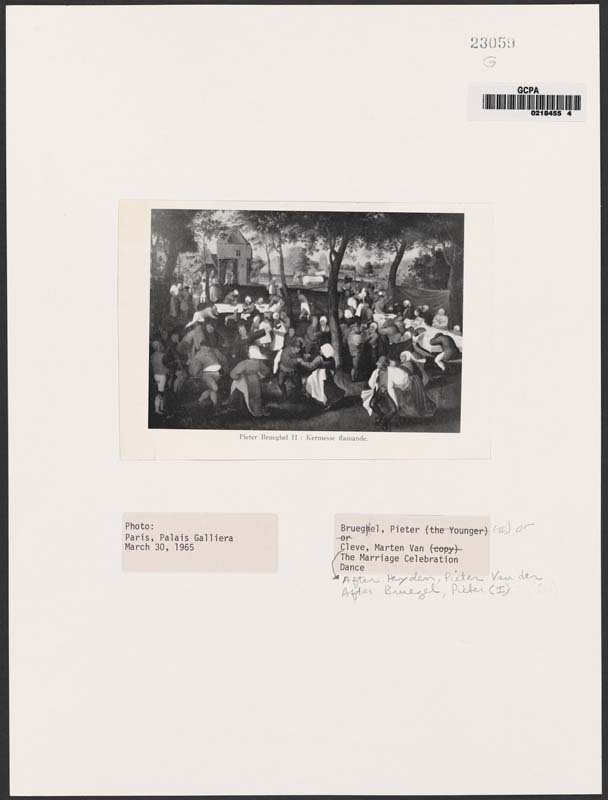 23059
G
GCPA
0218455 4
Pieter Brueghel II : Kermesse flamande.
Photo:
Paris, Palais Galliera
March 30, 1965
Brueghel, Pieter (the Younger) (II) or
or
Cleve, Marten Van (copy)
The Marriage Celebration
Dance
After Heyden, Pieter Van der
After Bruegel, Pieter (I)